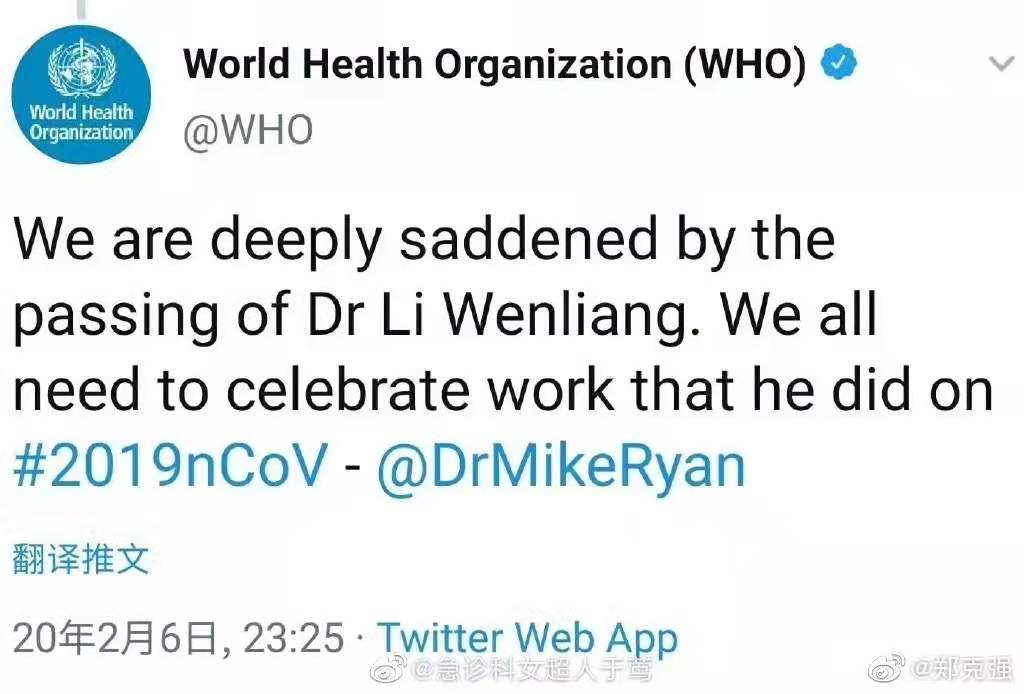 World Health Organization (WHO)
@WHO
World Health
Organization
We are deeply saddened by the
passing of Dr Li Wenliang. We all
need to celebrate work that he did on
#2019nCoV - @DrMikeRyan
翻译推文
20年2月6日, 23:25 · Twitter Web App
@急诊科女超人于莺
@郑克强